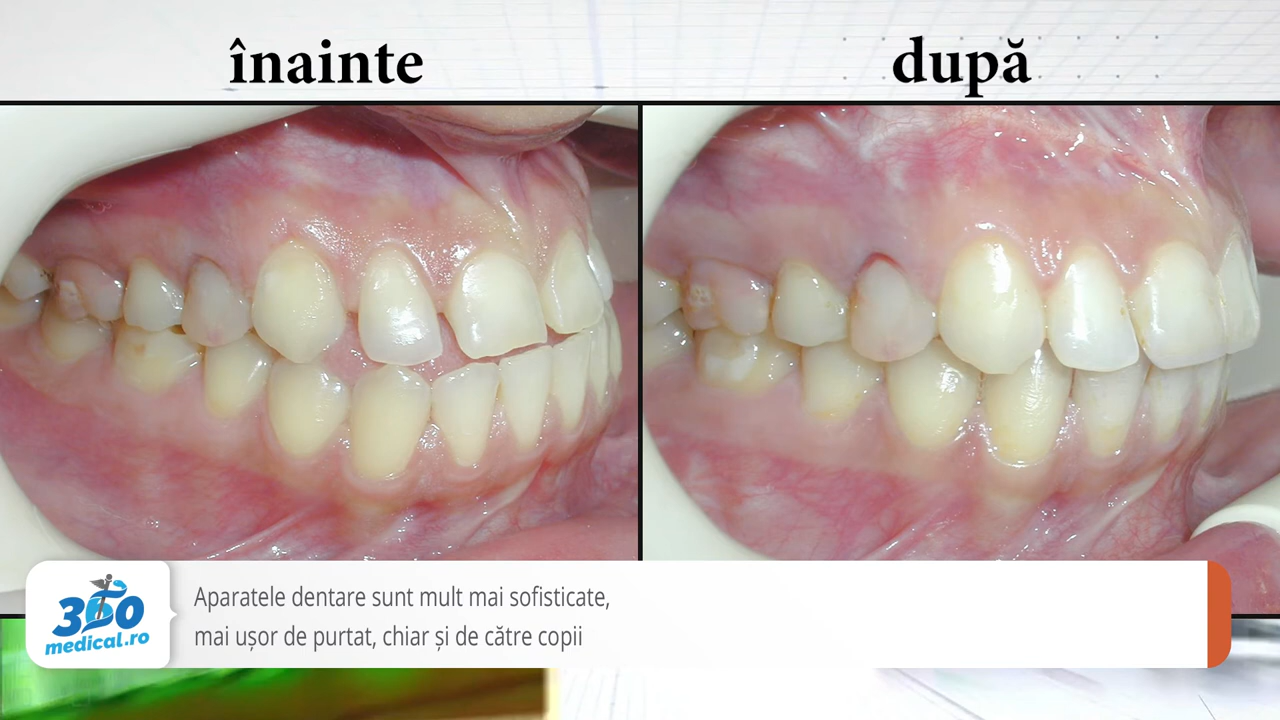 înainte
după
360
medical.ro
Aparatele dentare sunt mult mai sofisticate,
mai ușor de purtat, chiar și de către copii